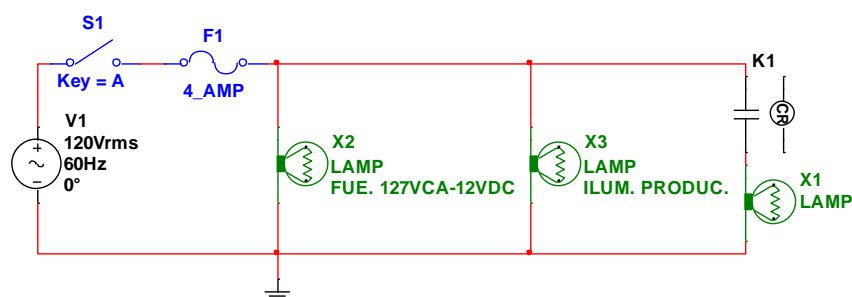 S1
Key = A
F1
4_AMP
V1
120Vrms
60Hz
0°
X2
LAMP
FUE. 127VCA-12VDC
X3
LAMP
ILUM. PRODUC.
K1
CR
X1
LAMP